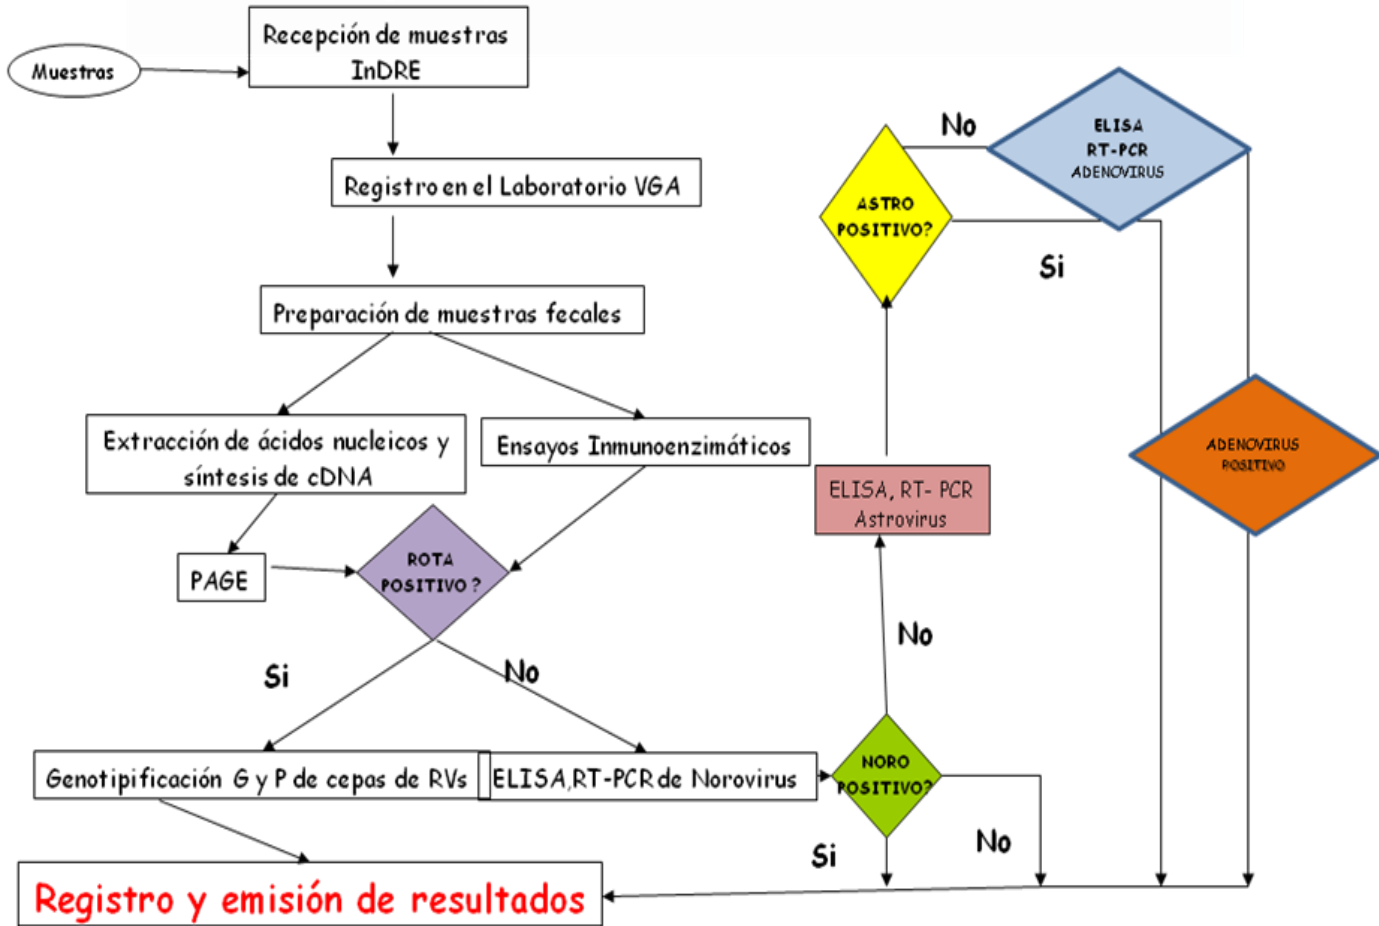 Muestras
Recepción de muestras
InDRE
Registro en el Laboratorio VGA
Preparación de muestras fecales
Extracción de ácidos nucleicos y
síntesis de cDNA
Ensayos Inmunoenzimáticos
PAGE
ROTA
POSITIVO ?
Si
No
Genotipificación G y P de cepas de RVs
ELISA,RT-PCR de Norovirus
NORO
POSITIVO?
Si
No
No
ELISA, RT- PCR
Astrovirus
ASTRO
POSITIVO?
No
Si
ELISA
RT-PCR
ADENOVIRUS
ADENOVIRUS
POSITIVO
Registro y emisión de resultados